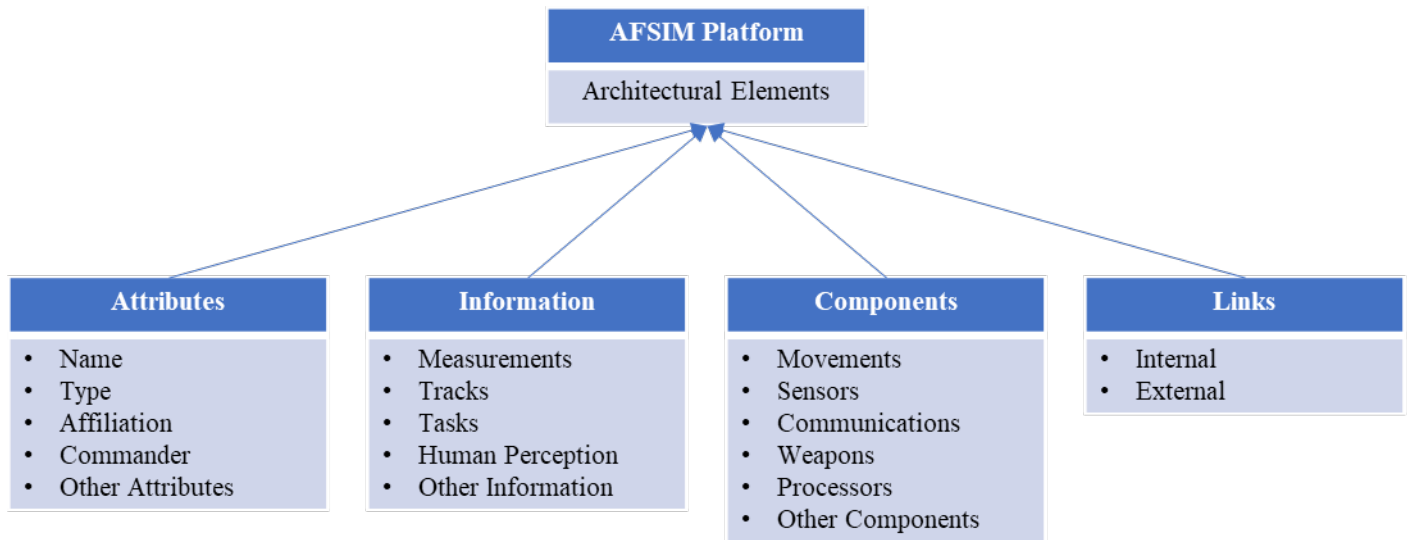 AFSIM Platform
Architectural Elements
Attributes
• Name
• Type
• Affiliation
• Commander
• Other Attributes
Information
• Measurements
• Tracks
• Tasks
• Human Perception
• Other Information
Components
• Movements
• Sensors
• Communications
• Weapons
• Processors
• Other Components
Links
• Internal
• External